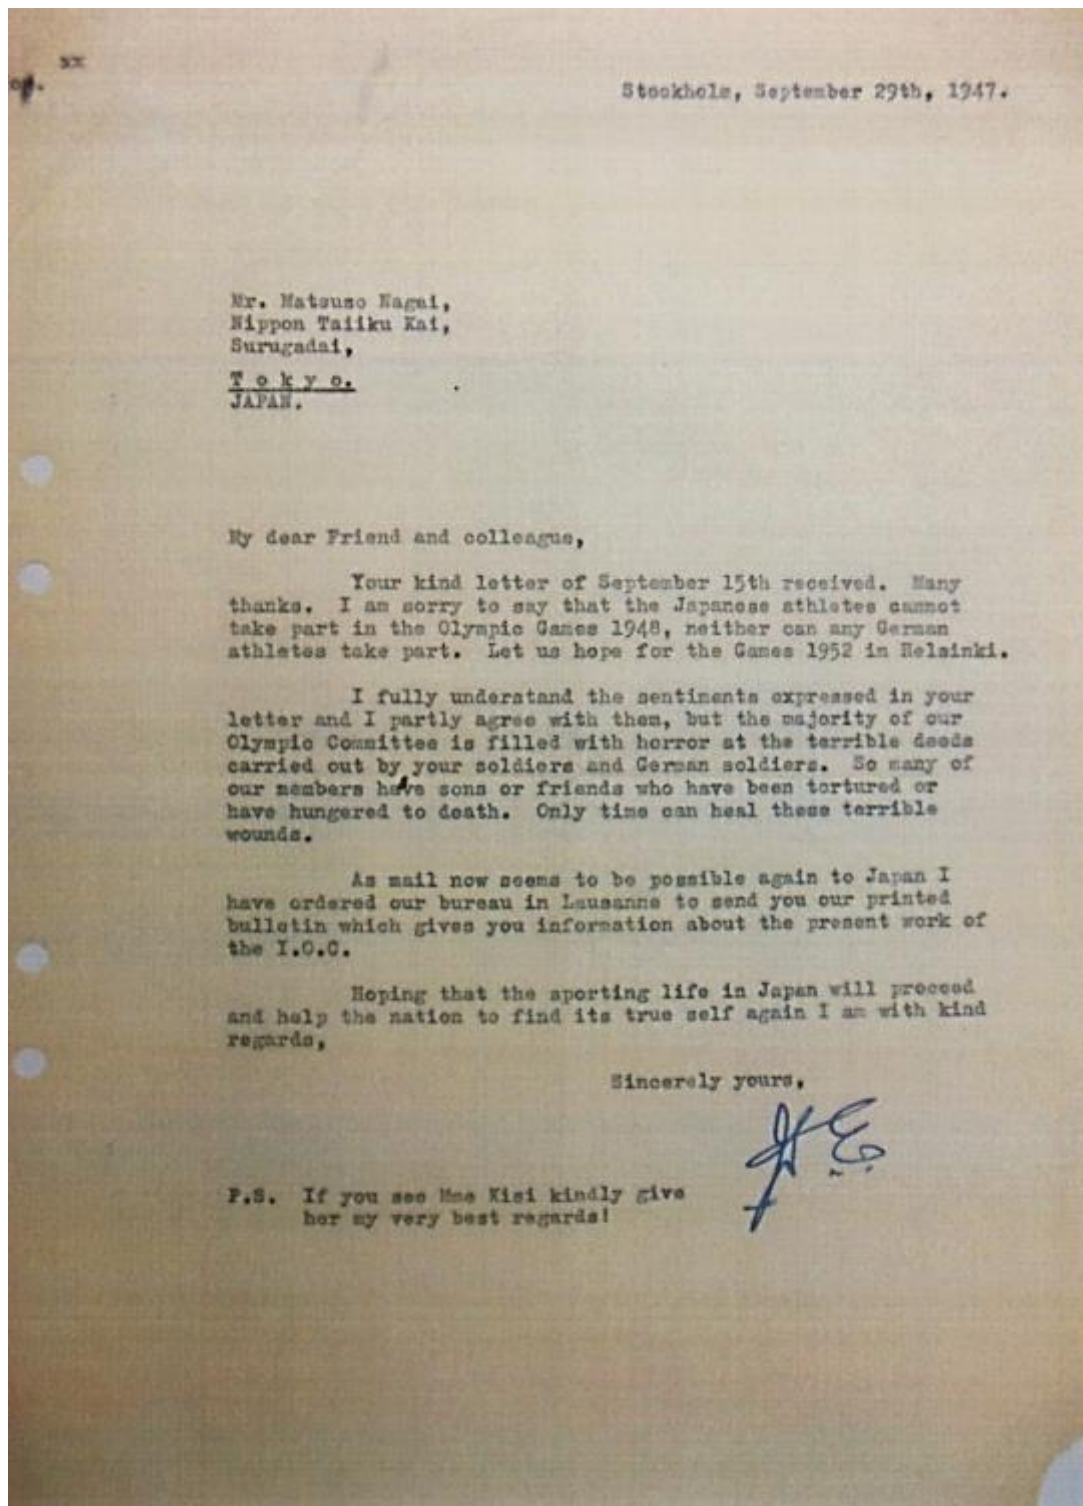 xx
Stockholm, September 29th, 1947.
Mr. Matsuso Nagai,
Nippon Taiiku Kai,
Surugadai,
T o k y o.
JAPAN.
My dear Friend and colleague,
Your kind letter of September 15th received. Many
thanks. I am sorry to say that the Japanese athletes cannot
take part in the Olympic Games 1948, neither can any German
athletes take part. Let us hope for the Games 1952 in Helsinki.
I fully understand the sentiments expressed in your
letter and I partly agree with them, but the majority of our
Olympic Committee is filled with horror at the terrible deeds
carried out by your soldiers and German soldiers. So many of
our members have sons or friends who have been tortured or
have hungered to death. Only time can heal these terrible
wounds.
As mail now seems to be possible again to Japan I
have ordered our bureau in Lausanne to send you our printed
bulletin which gives you information about the present work of
the I.O.C.
Hoping that the sporting life in Japan will proceed
and help the nation to find its true self again I am with kind
regards,
Sincerely yours,
P.S. If you see Mme Kisi kindly give
her my very best regards!